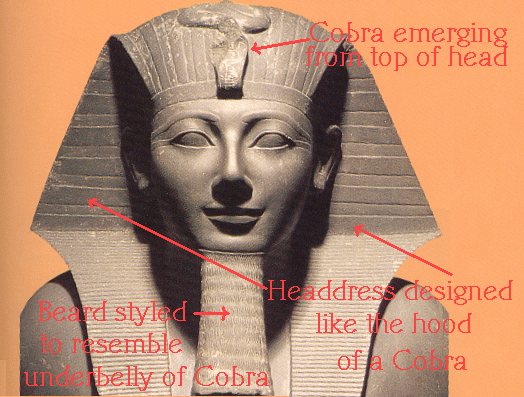 Cobra emerging
from top of head
Headdress designed
like the hood
of a Cobra
Beard styled
to resemble
underbelly of Cobra